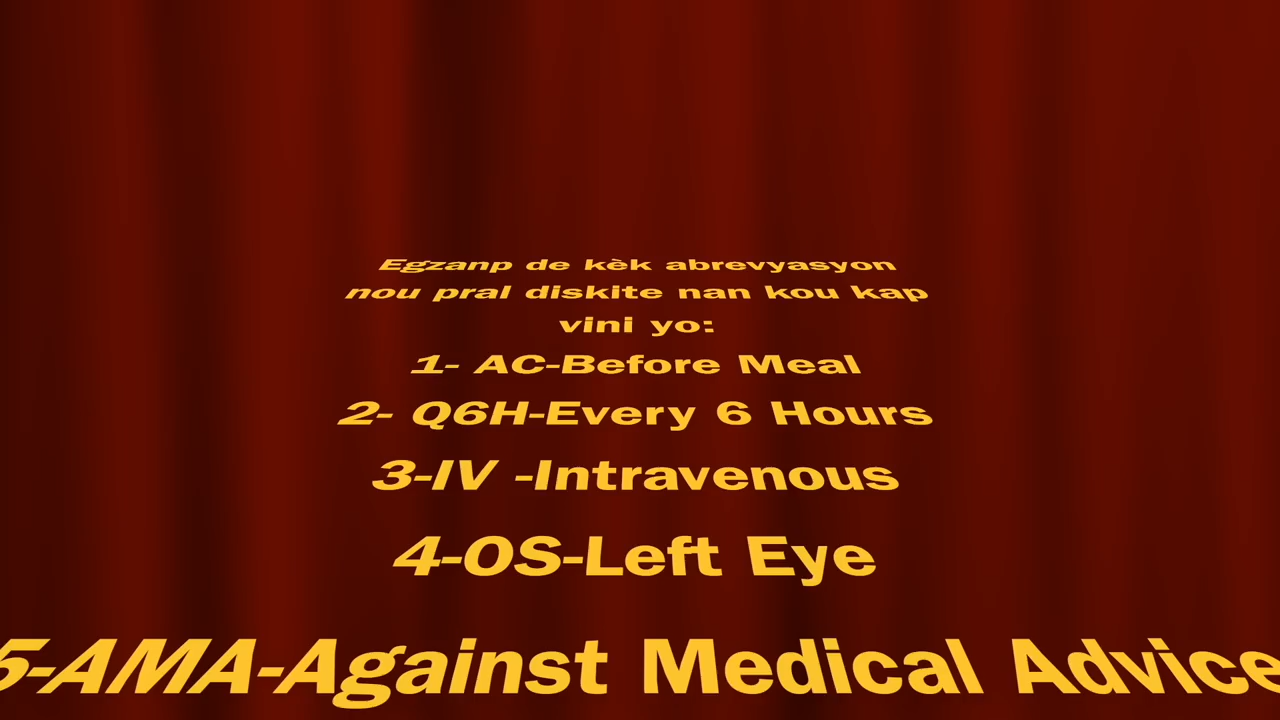 Egzanp de kèk abrevyasyon
nou pral diskite nan kou kap
vini yo:
1- AC-Before Meal
2- Q6H-Every 6 Hours
3-IV -Intravenous
4-OS-Left Eye
5-AMA-Against Medical Advice